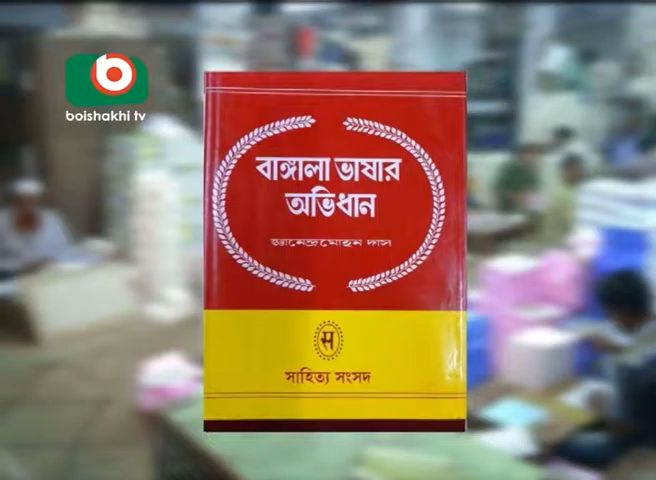 boishakhi tv
বাঙ্গালা ভাষার
অভিধান
জ্ঞানেন্দ্রমোহন দাস
স
সাহিত্য সংসদ